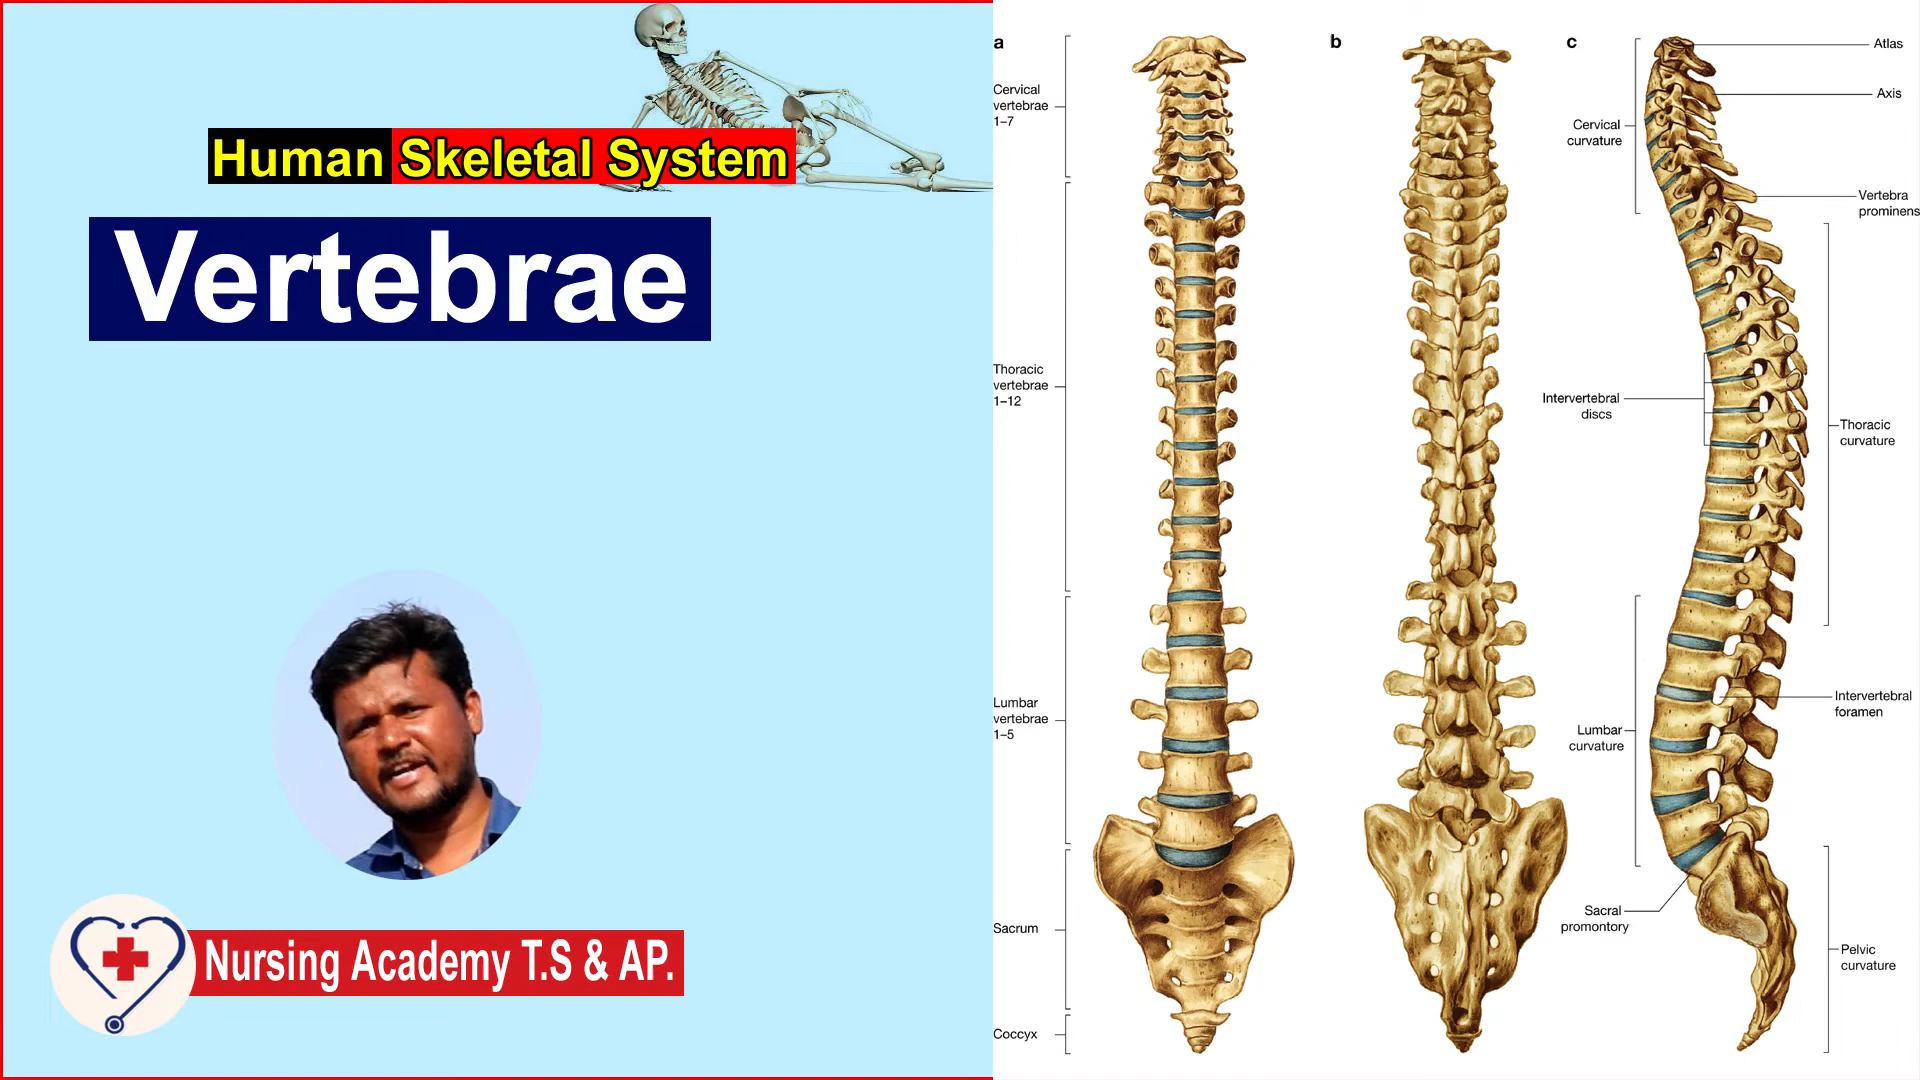 Human Skeletal System
Vertebrae
Nursing Academy T.S & AP.
a
Cervical
vertebrae
1–7
Thoracic
vertebrae
1–12
Lumbar
vertebrae
1–5
Sacrum
Coccyx
b
c
Atlas
Axis
Cervical
curvature
Vertebra
prominens
Intervertebral
discs
Thoracic
curvature
Intervertebral
foramen
Lumbar
curvature
Sacral
promontory
Pelvic
curvature